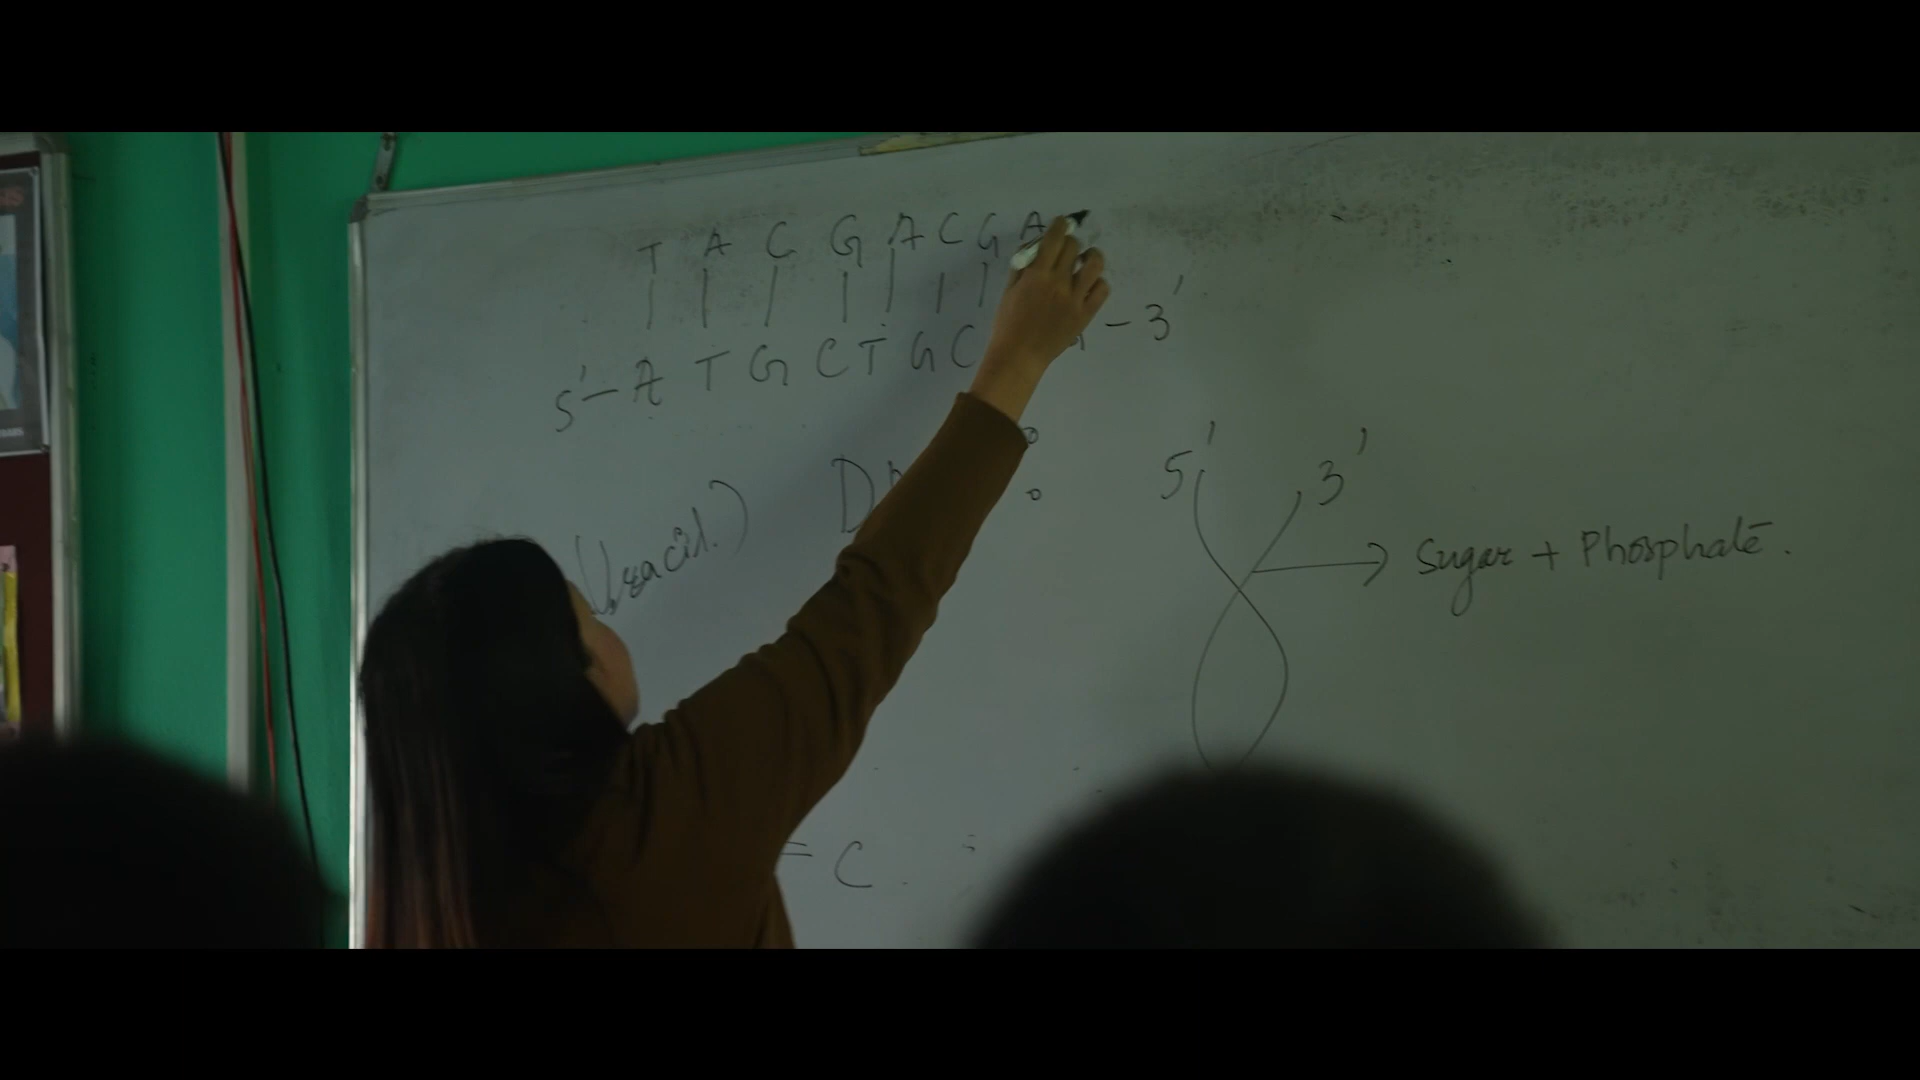 T A C G A C G A
5'-A T G C T G C - 3'
5' 3'
(Uracil.)
Sugar + Phosphate.
= C